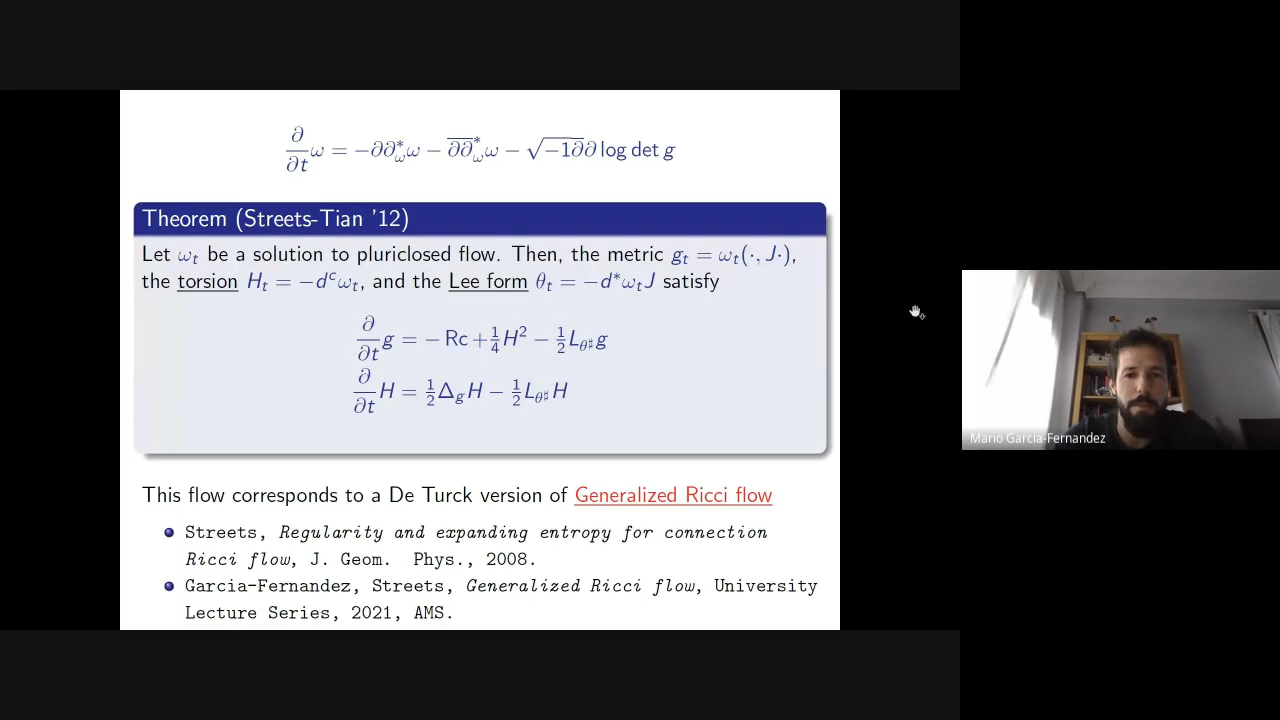 ∂/∂t ω = −∂∂*_ω ω − \overline{∂∂}*_ω ω − √−1∂̄∂ log det g
Theorem (Streets-Tian '12)
Let ω_t be a solution to pluriclosed flow. Then, the metric g_t = ω_t(·, J·),
the torsion H_t = −d^c ω_t, and the Lee form θ_t = −d*ω_t J satisfy
∂/∂t g = − Rc + 1/4 H² − 1/2 L_{θ♯} g
∂/∂t H = 1/2 Δ_g H − 1/2 L_{θ♯} H
This flow corresponds to a De Turck version of Generalized Ricci flow
Streets, Regularity and expanding entropy for connection
Ricci flow, J. Geom. Phys., 2008.
Garcia-Fernandez, Streets, Generalized Ricci flow, University
Lecture Series, 2021, AMS.
Mario Garcia-Fernandez